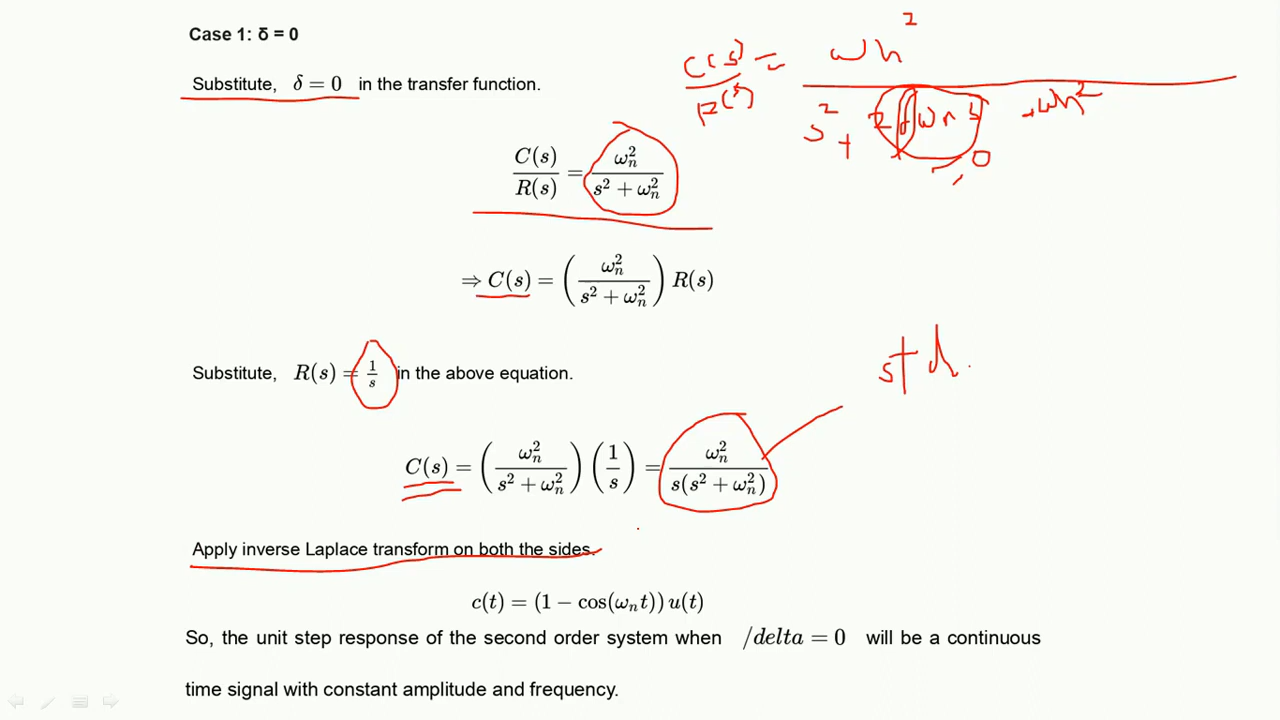 Case 1: δ = 0
Substitute, δ = 0 in the transfer function.
C(s)/R(s) = ωn²
s² + 2δωn s + ωn²
0
C(s)/R(s) = ωₙ²/(s² + ωₙ²)
⇒ C(s) = (ωₙ²/(s² + ωₙ²)) R(s)
Substitute, R(s) = 1/s in the above equation.
std.
C(s) = (ωₙ²/(s² + ωₙ²)) (1/s) = ωₙ²/(s(s² + ωₙ²))
Apply inverse Laplace transform on both the sides.
c(t) = (1 − cos(ωₙt)) u(t)
So, the unit step response of the second order system when /delta = 0 will be a continuous
time signal with constant amplitude and frequency.